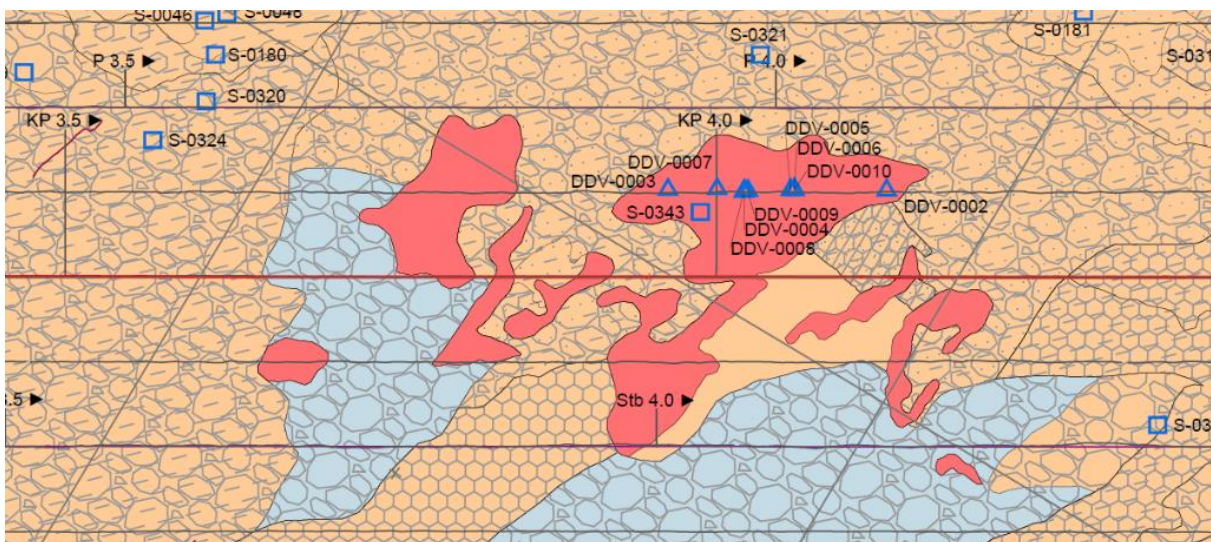 S-0046
S-0048
S-0180
P 3.5 ►
S-0320
KP 3.5 ►
S-0324
S-0321
P 4.0 ►
S-0181
KP 4.0 ►
DDV-0005
DDV-0006
DDV-0007
DDV-0010
DDV-0003
S-0343
DDV-0009
DDV-0002
DDV-0004
DDV-0008
Stb 4.0 ►